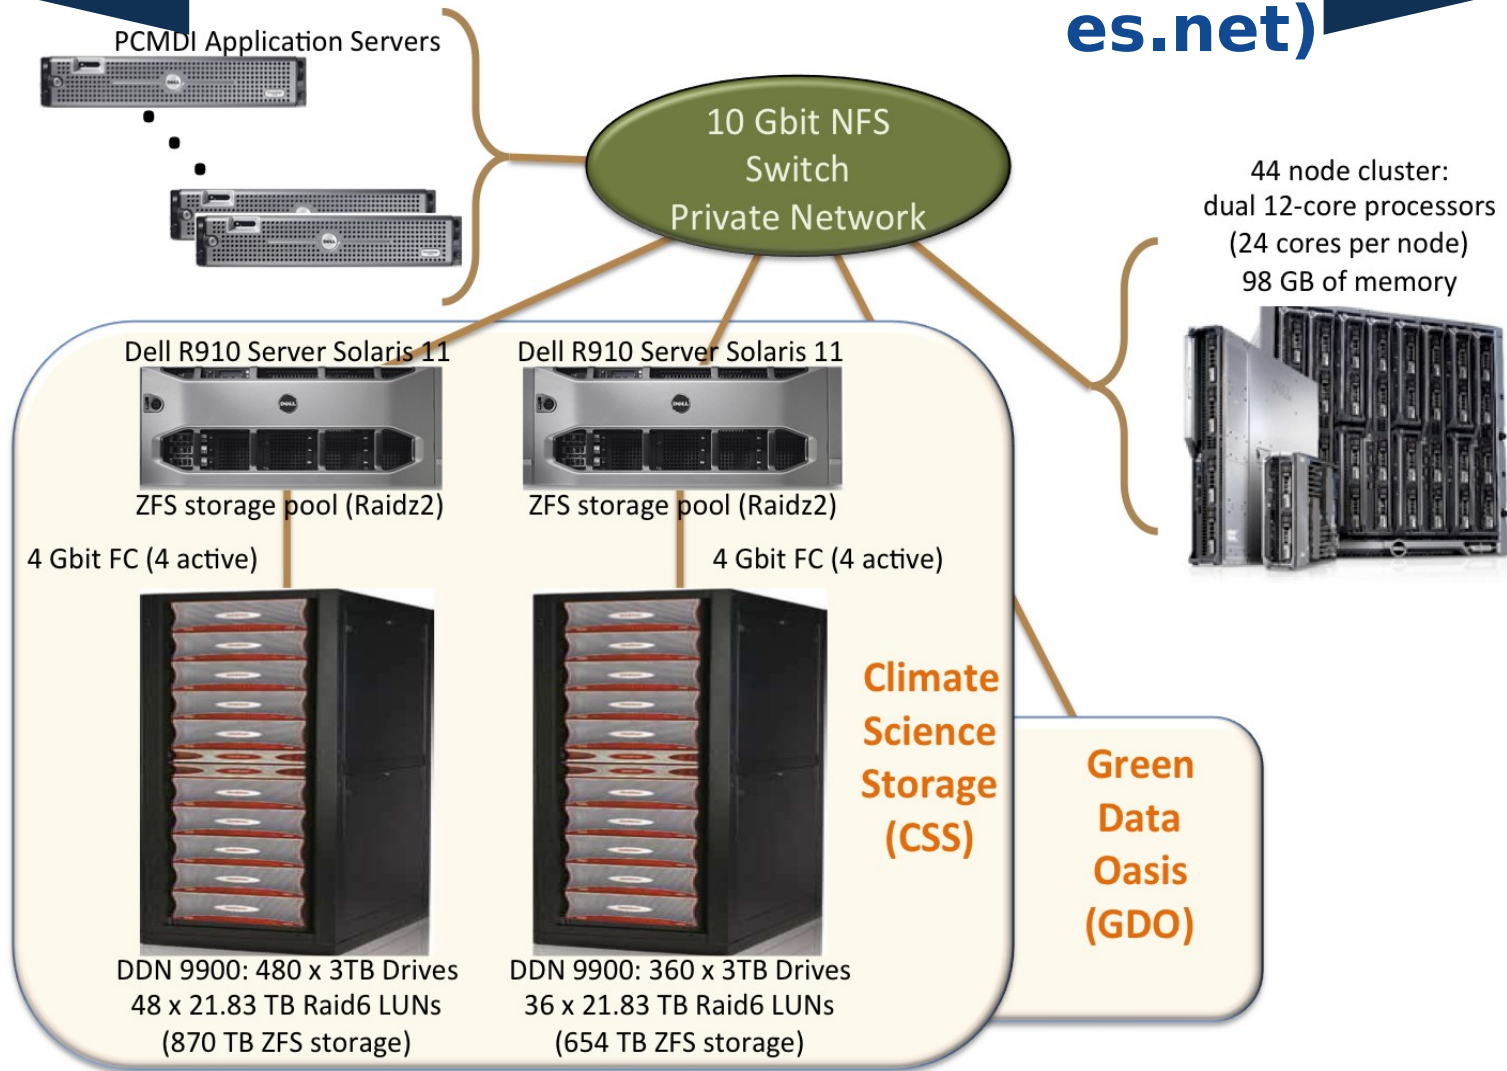 es.net)
PCMDI Application Servers
10 Gbit NFS
Switch
Private Network
44 node cluster:
dual 12-core processors
(24 cores per node)
98 GB of memory
Dell R910 Server Solaris 11
Dell R910 Server Solaris 11
DELL
DELL
ZFS storage pool (Raidz2)
ZFS storage pool (Raidz2)
4 Gbit FC (4 active)
4 Gbit FC (4 active)
Climate
Science
Storage
(CSS)
Green
Data
Oasis
(GDO)
DDN 9900: 480 x 3TB Drives
48 x 21.83 TB Raid6 LUNs
(870 TB ZFS storage)
DDN 9900: 360 x 3TB Drives
36 x 21.83 TB Raid6 LUNs
(654 TB ZFS storage)